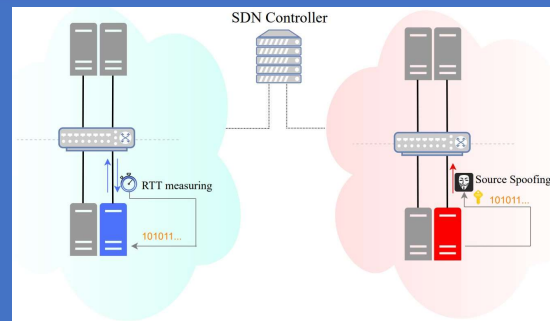 SDN Controller
RTT measuring
101011...
Source Spoofing
101011...